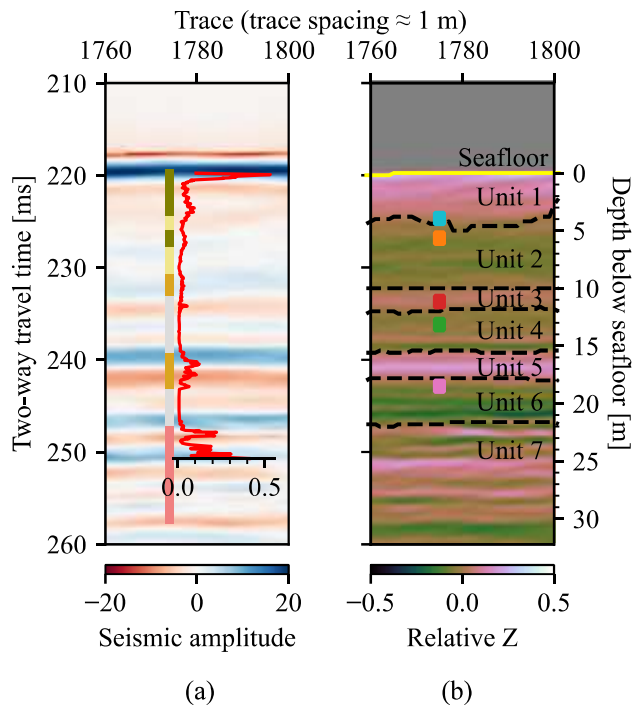 Trace (trace spacing ≈ 1 m)
1760 1780 1800 1760 1780 1800
210
220
230
240
250
260
Two-way travel time [ms]
0.0 0.5
Seafloor
Unit 1
Unit 2
Unit 3
Unit 4
Unit 5
Unit 6
Unit 7
0
5
10
15
20
25
30
Depth below seafloor [m]
−20 0 20
Seismic amplitude
−0.5 0.0 0.5
Relative Z
(a) (b)